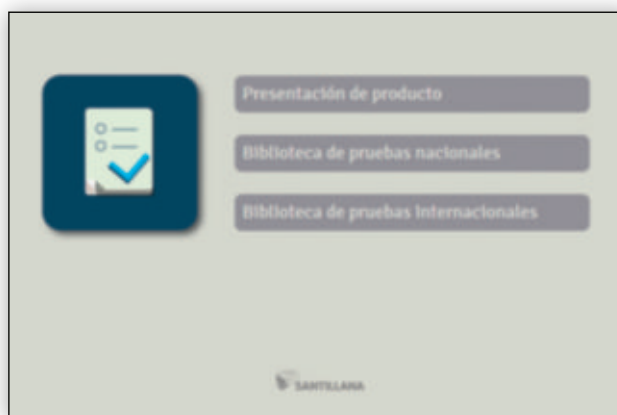 Presentación de producto
Biblioteca de pruebas nacionales
Biblioteca de pruebas internacionales
SANTILLANA